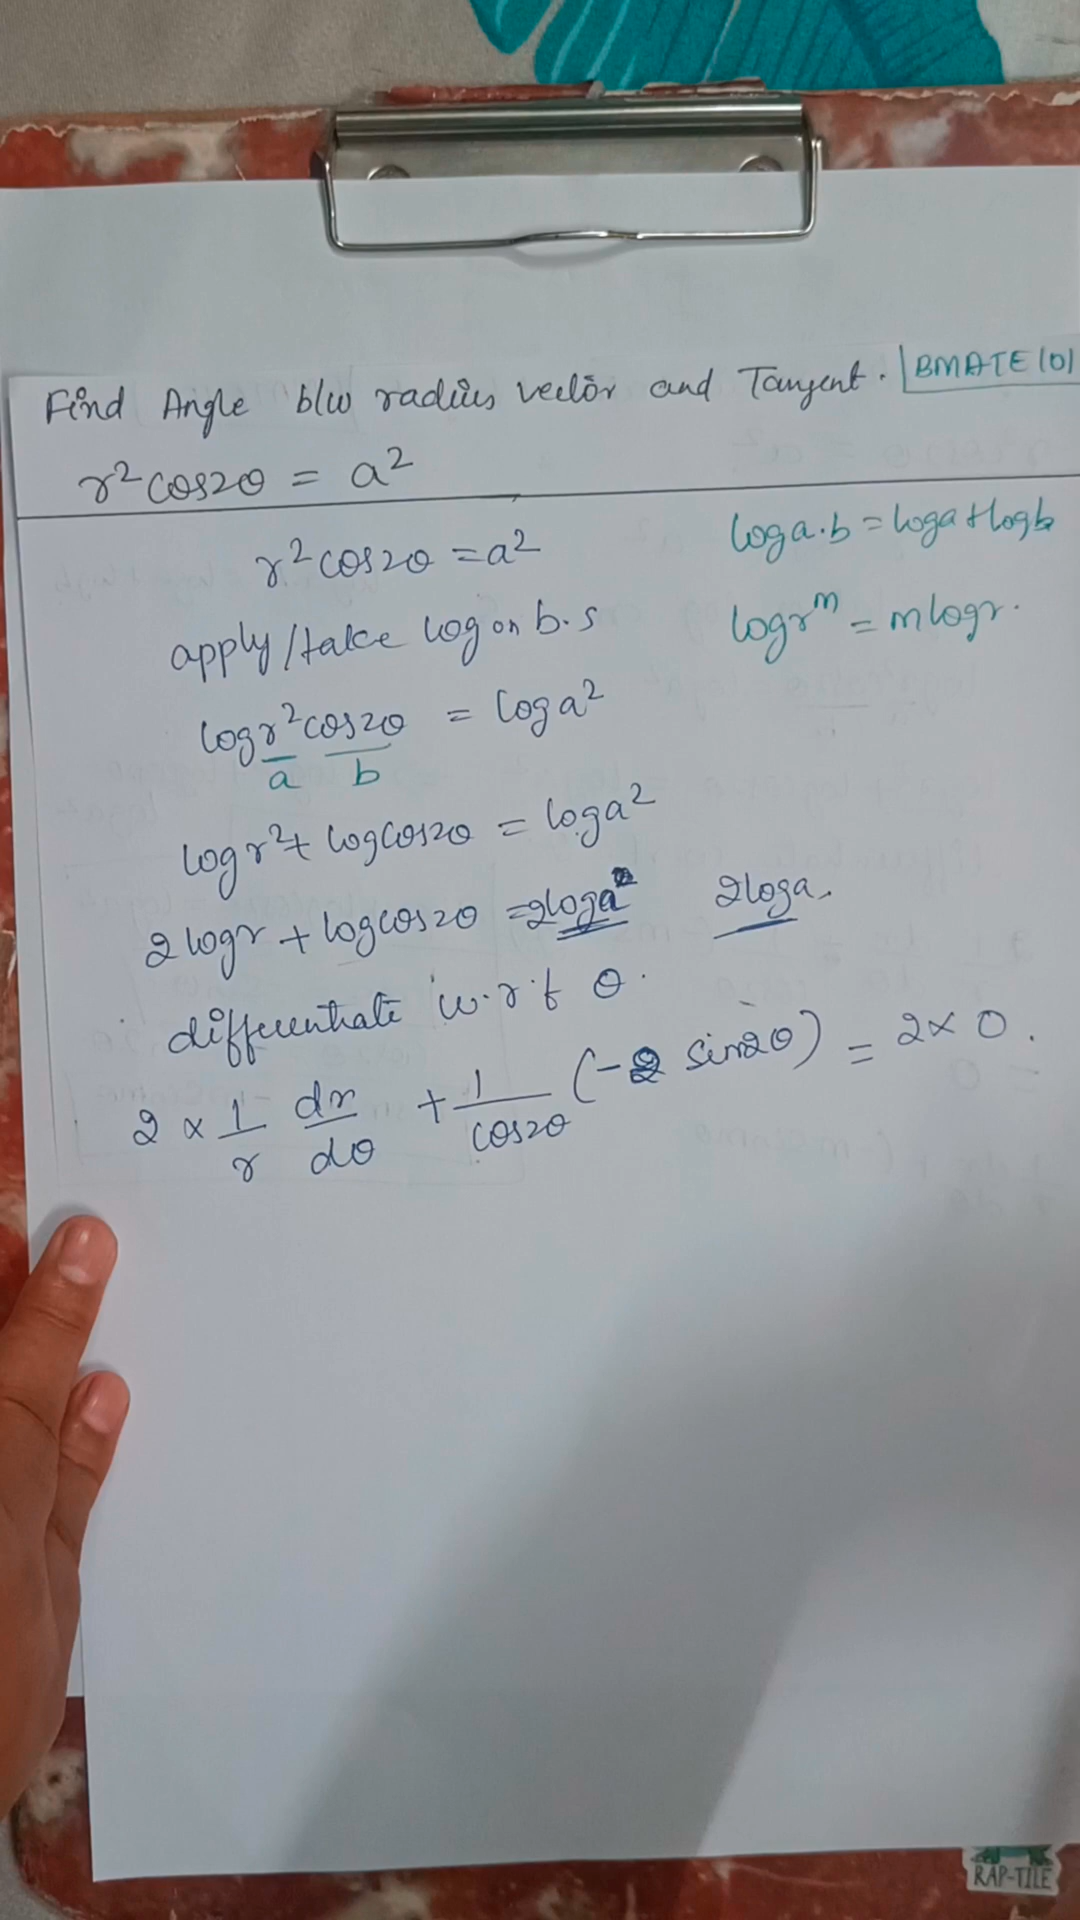 Find Angle b/w radius vector and Tangent. BMATE101
r²cos2θ = a²
r²cos2θ = a²
loga.b = loga + logb
apply/take log on b.s
logr^m = mlogr.
logr²cos2θ = loga²
a b
logr² + logcos2θ = loga²
2logr + logcos2θ = 2loga 2loga.
differentiate w.r.t θ.
2 × 1/r dr/dθ + 1/cos2θ (-2 sin2θ) = 2×0.
RAP-TILE